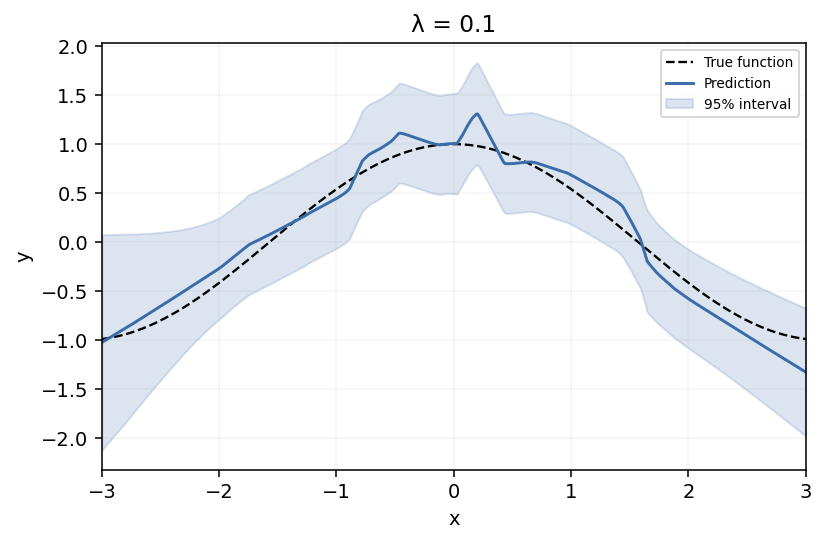 λ = 0.1
2.0
1.5
1.0
0.5
0.0
−0.5
−1.0
−1.5
−2.0
y
True function
Prediction
95% interval
−3 −2 −1 0 1 2 3
x